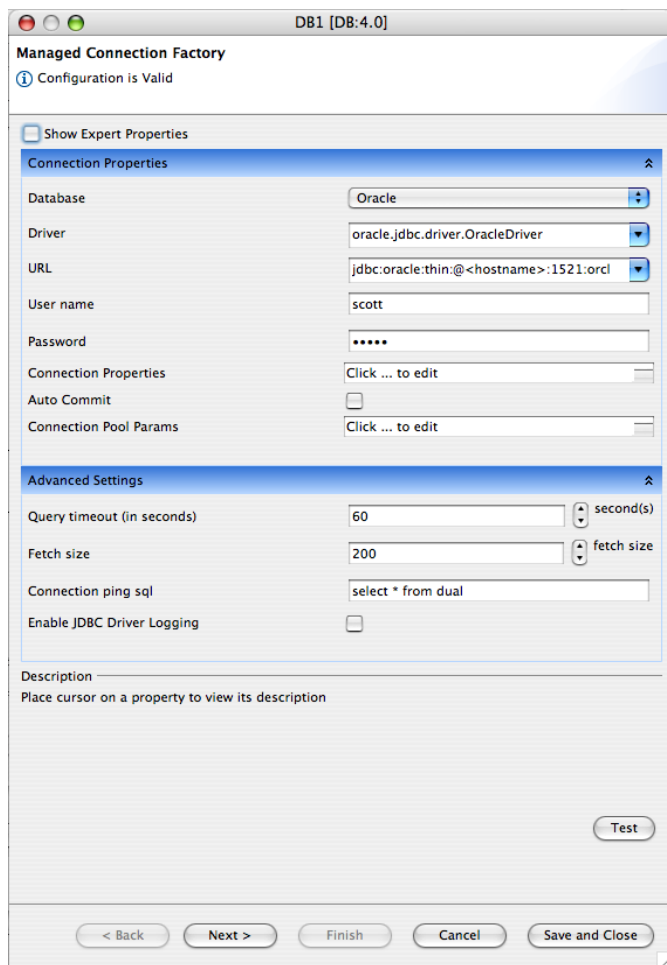 DB1 [DB:4.0]
Managed Connection Factory
Configuration is Valid
Show Expert Properties
Connection Properties
Database Oracle
Driver oracle.jdbc.driver.OracleDriver
URL jdbc:oracle:thin:@<hostname>:1521:orcl
User name scott
Password •••••
Connection Properties Click ... to edit
Auto Commit
Connection Pool Params Click ... to edit
Advanced Settings
Query timeout (in seconds) 60 second(s)
Fetch size 200 fetch size
Connection ping sql select * from dual
Enable JDBC Driver Logging
Description
Place cursor on a property to view its description
Test
< Back Next > Finish Cancel Save and Close